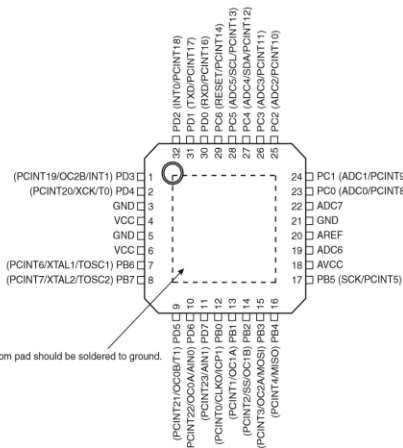 32 PD2 (INT0/PCINT18)
31 PD1 (TXD/PCINT17)
30 PD0 (RXD/PCINT16)
29 PC6 (RESET/PCINT14)
28 PC5 (ADC5/SCL/PCINT13)
27 PC4 (ADC4/SDA/PCINT12)
26 PC3 (ADC3/PCINT11)
25 PC2 (ADC2/PCINT10)
(PCINT19/OC2B/INT1) PD3 1
(PCINT20/XCK/T0) PD4 2
GND 3
VCC 4
GND 5
VCC 6
(PCINT6/XTAL1/TOSC1) PB6 7
(PCINT7/XTAL2/TOSC2) PB7 8
24 PC1 (ADC1/PCINT9
23 PC0 (ADC0/PCINT8
22 ADC7
21 GND
20 AREF
19 ADC6
18 AVCC
17 PB5 (SCK/PCINT5)
om pad should be soldered to ground.
(PCINT21/OC0B/T1) PD5 9
(PCINT22/OC0A/AIN0) PD6 10
(PCINT23/AIN1) PD7 11
(PCINT0/CLKO/ICP1) PB0 12
(PCINT1/OC1A) PB1 13
(PCINT2/SS/OC1B) PB2 14
(PCINT3/OC2A/MOSI) PB3 15
(PCINT4/MISO) PB4 16